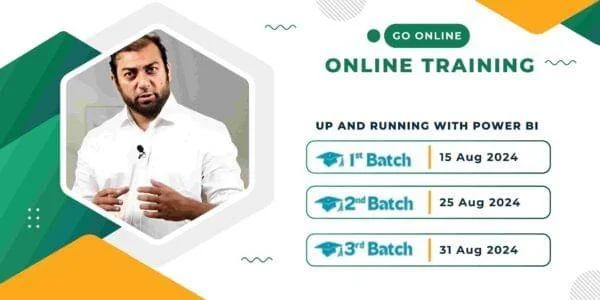 GO ONLINE
ONLINE TRAINING
UP AND RUNNING WITH POWER BI
1st Batch 15 Aug 2024
2nd Batch 25 Aug 2024
3rd Batch 31 Aug 2024